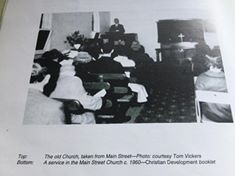 Top: The old Church, taken from Main Street—Photo: courtesy Tom Vickers
Bottom: A service in the Main Street Church c. 1960—Christian Development booklet